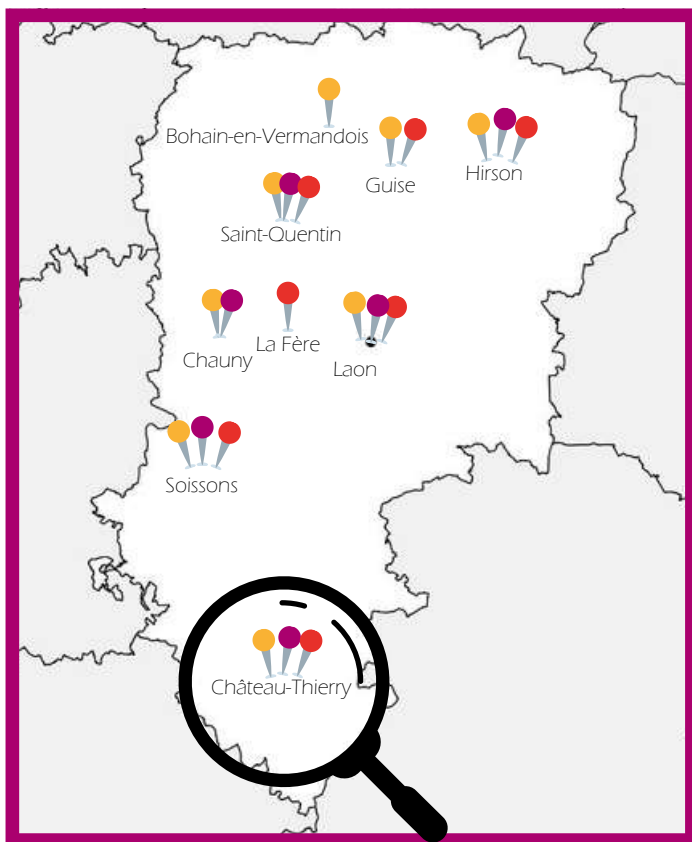 Bohain-en-Vermandois
Guise
Hirson
Saint-Quentin
Chauny
La Fère
Laon
Soissons
Château-Thierry